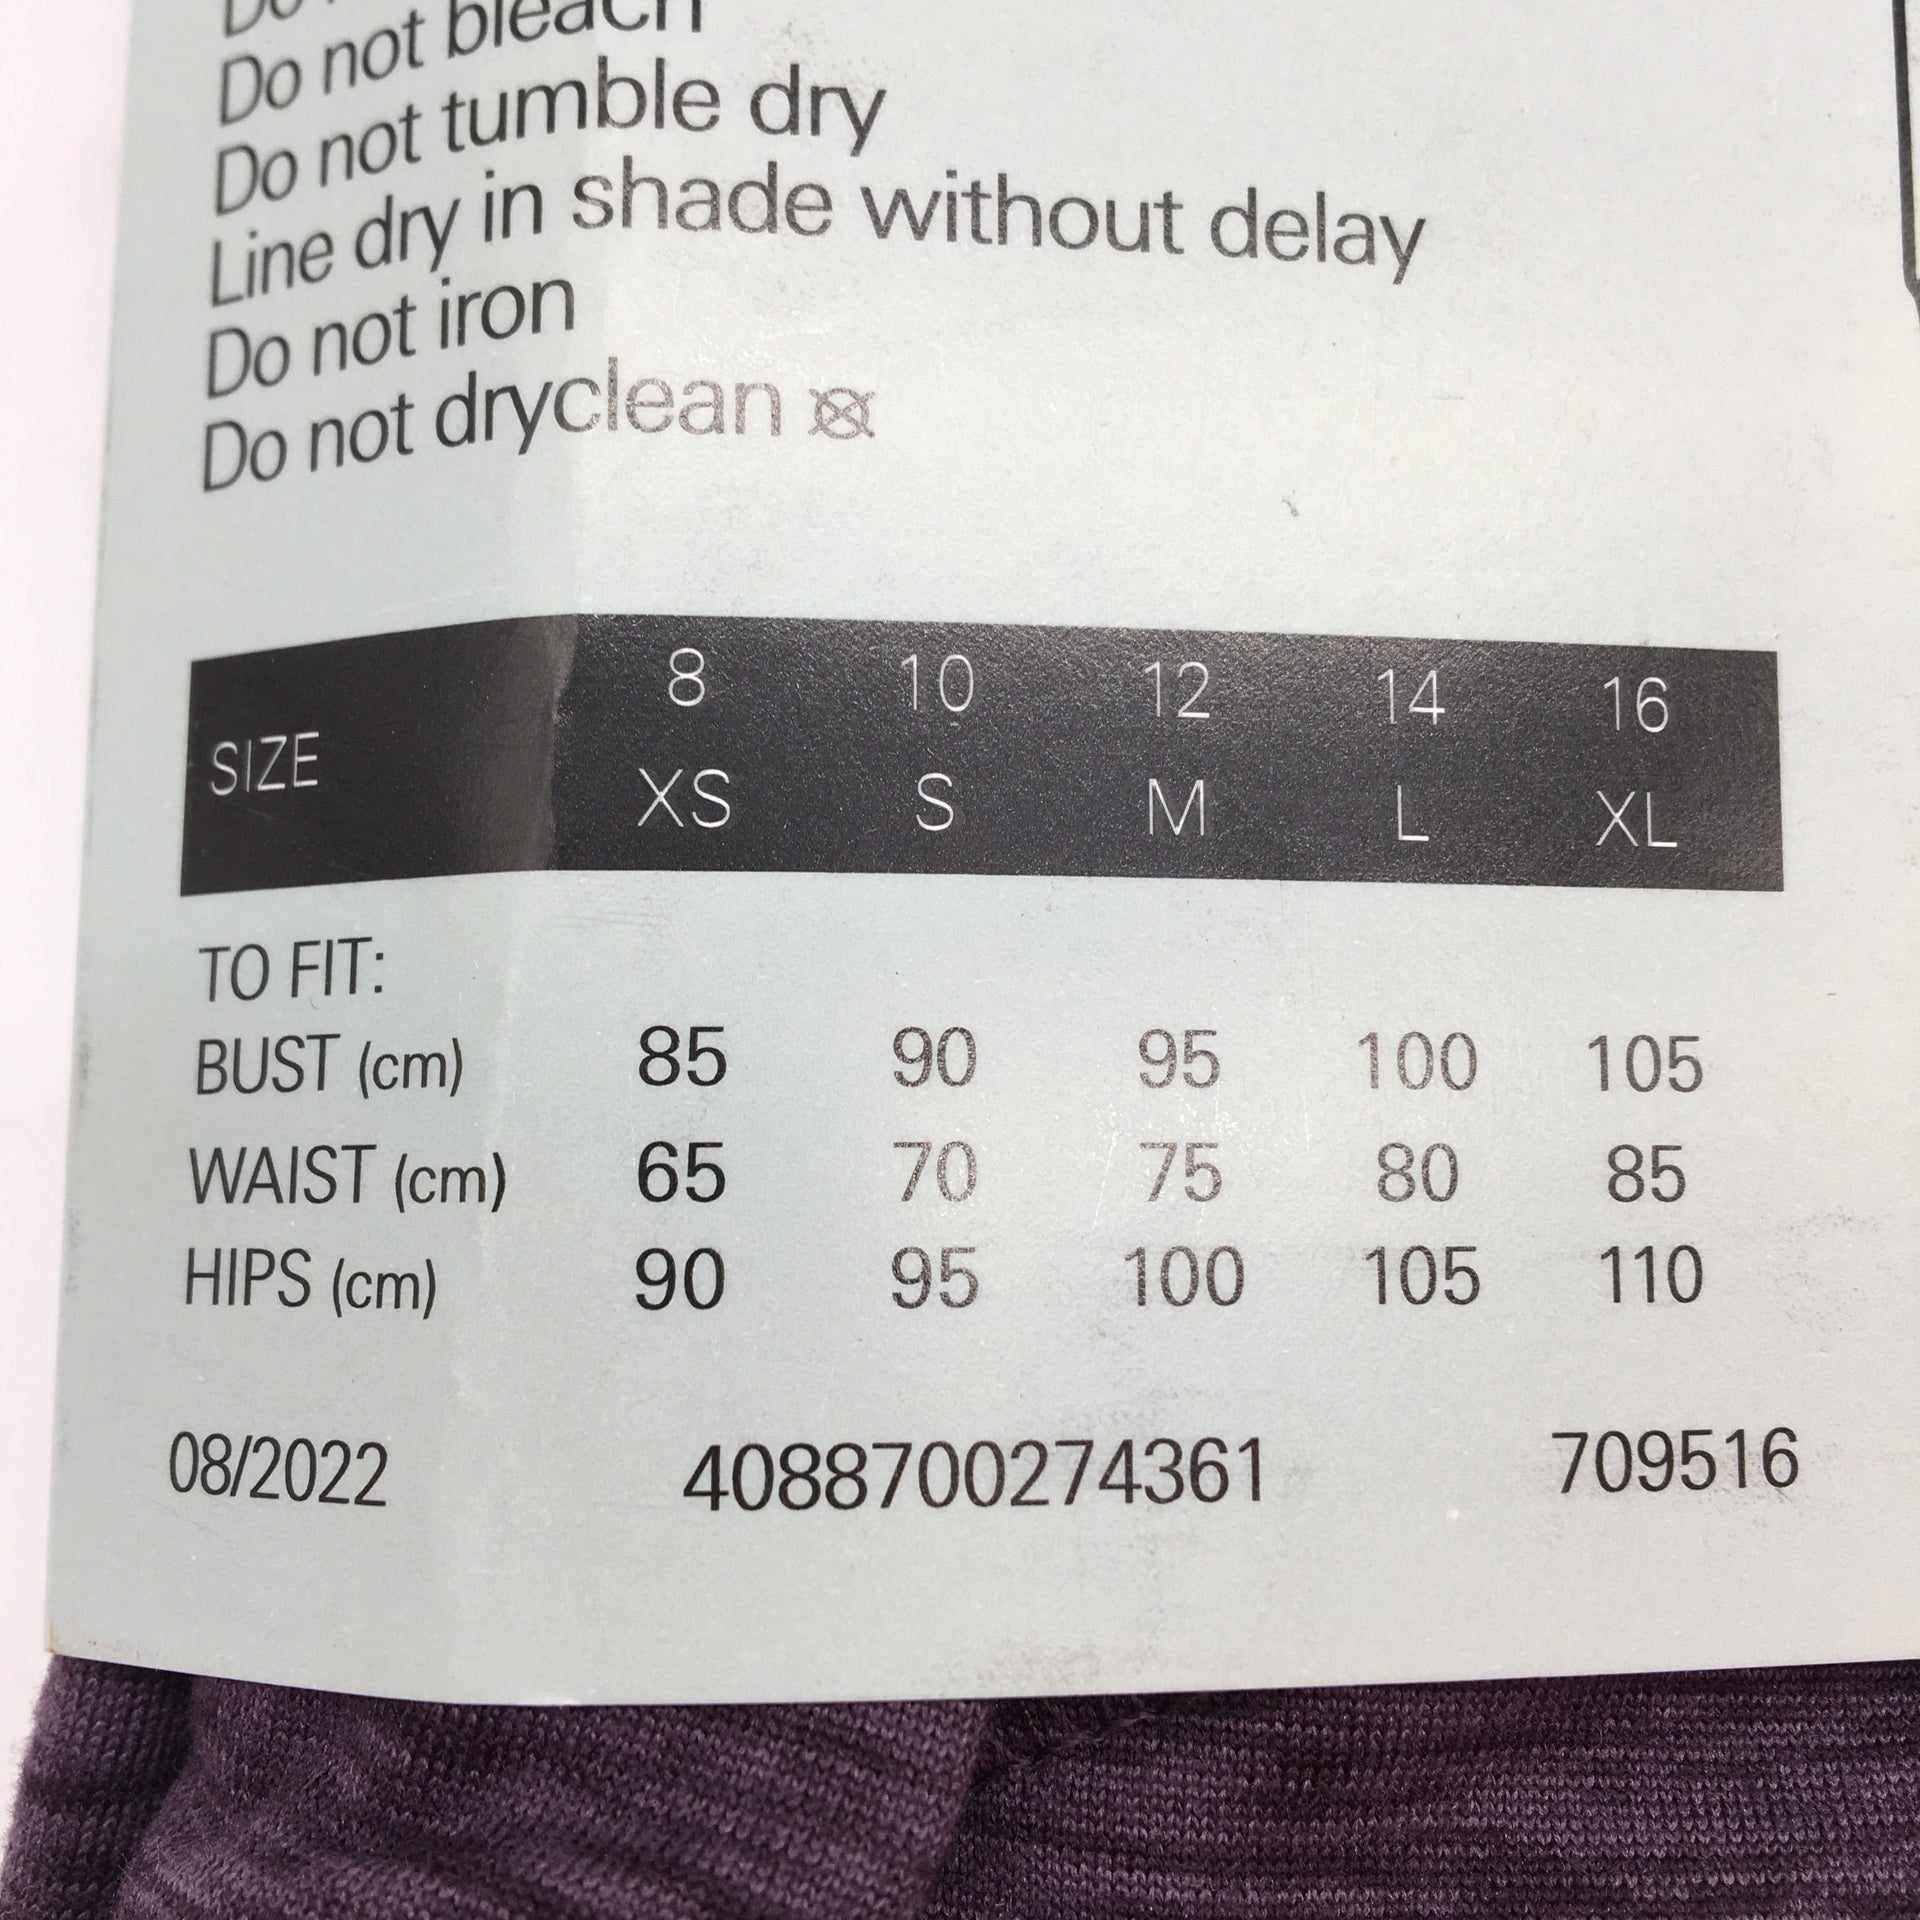 Do not bleach
Do not tumble dry
Line dry in shade without delay
Do not iron
Do not dryclean
SIZE 8 10 12 14 16
XS S M L XL
TO FIT:
BUST (cm) 85 90 95 100 105
WAIST (cm) 65 70 75 80 85
HIPS (cm) 90 95 100 105 110
08/2022 4088700274361 709516